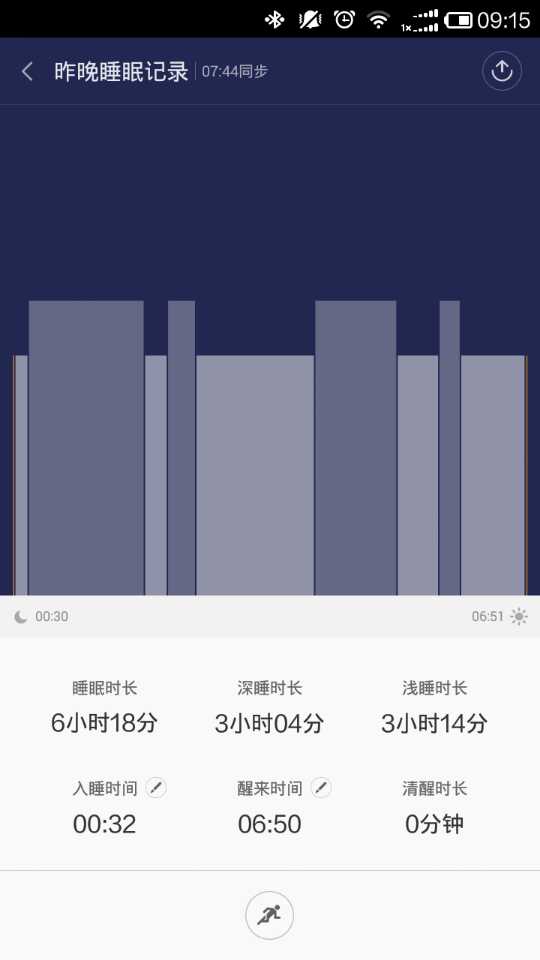 09:15
1x
昨晚睡眠记录 07:44同步
00:30 06:51
睡眠时长 深睡时长 浅睡时长
6小时18分 3小时04分 3小时14分
入睡时间 醒来时间 清醒时长
00:32 06:50 0分钟